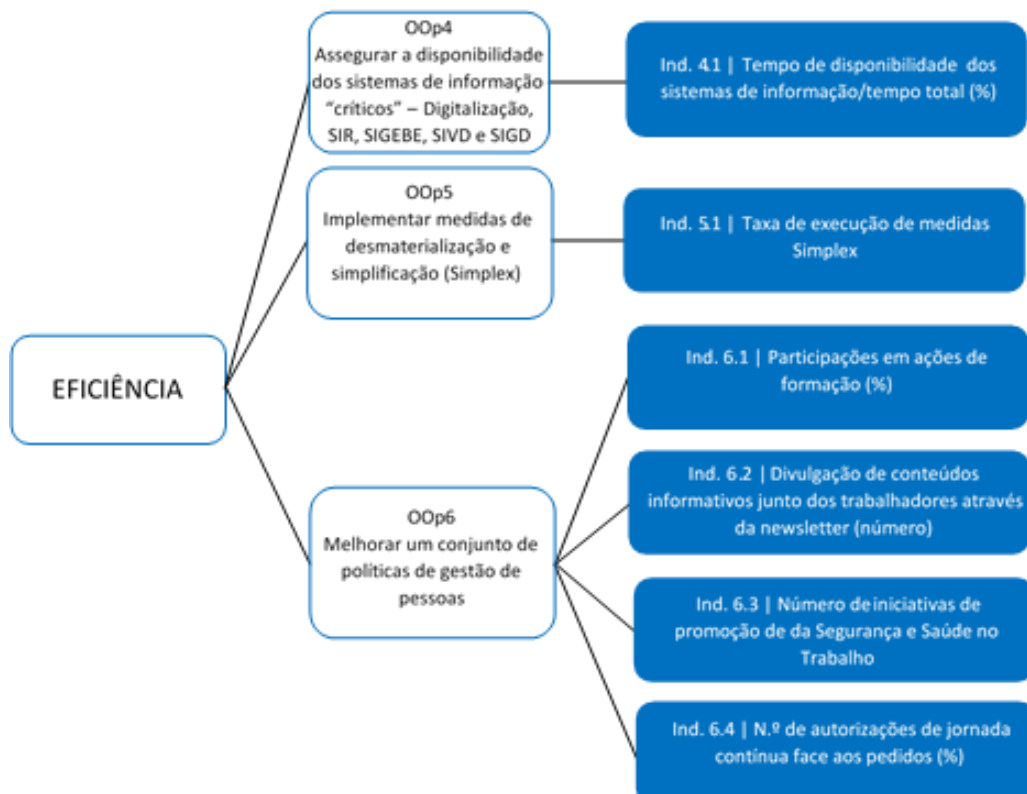 EFICIÊNCIA
OOp4
Assegurar a disponibilidade
dos sistemas de informação
“críticos” – Digitalização,
SIR, SIGEBE, SIVD e SIGD
Ind. 4.1 | Tempo de disponibilidade dos
sistemas de informação/tempo total (%)
OOp5
Implementar medidas de
desmaterialização e
simplificação (Simplex)
Ind. 5.1 | Taxa de execução de medidas
Simplex
OOp6
Melhorar um conjunto de
políticas de gestão de
pessoas
Ind. 6.1 | Participações em ações de
formação (%)
Ind. 6.2 | Divulgação de conteúdos
informativos junto dos trabalhadores através
da newsletter (número)
Ind. 6.3 | Número de iniciativas de
promoção de da Segurança e Saúde no
Trabalho
Ind. 6.4 | N.º de autorizações de jornada
contínua face aos pedidos (%)